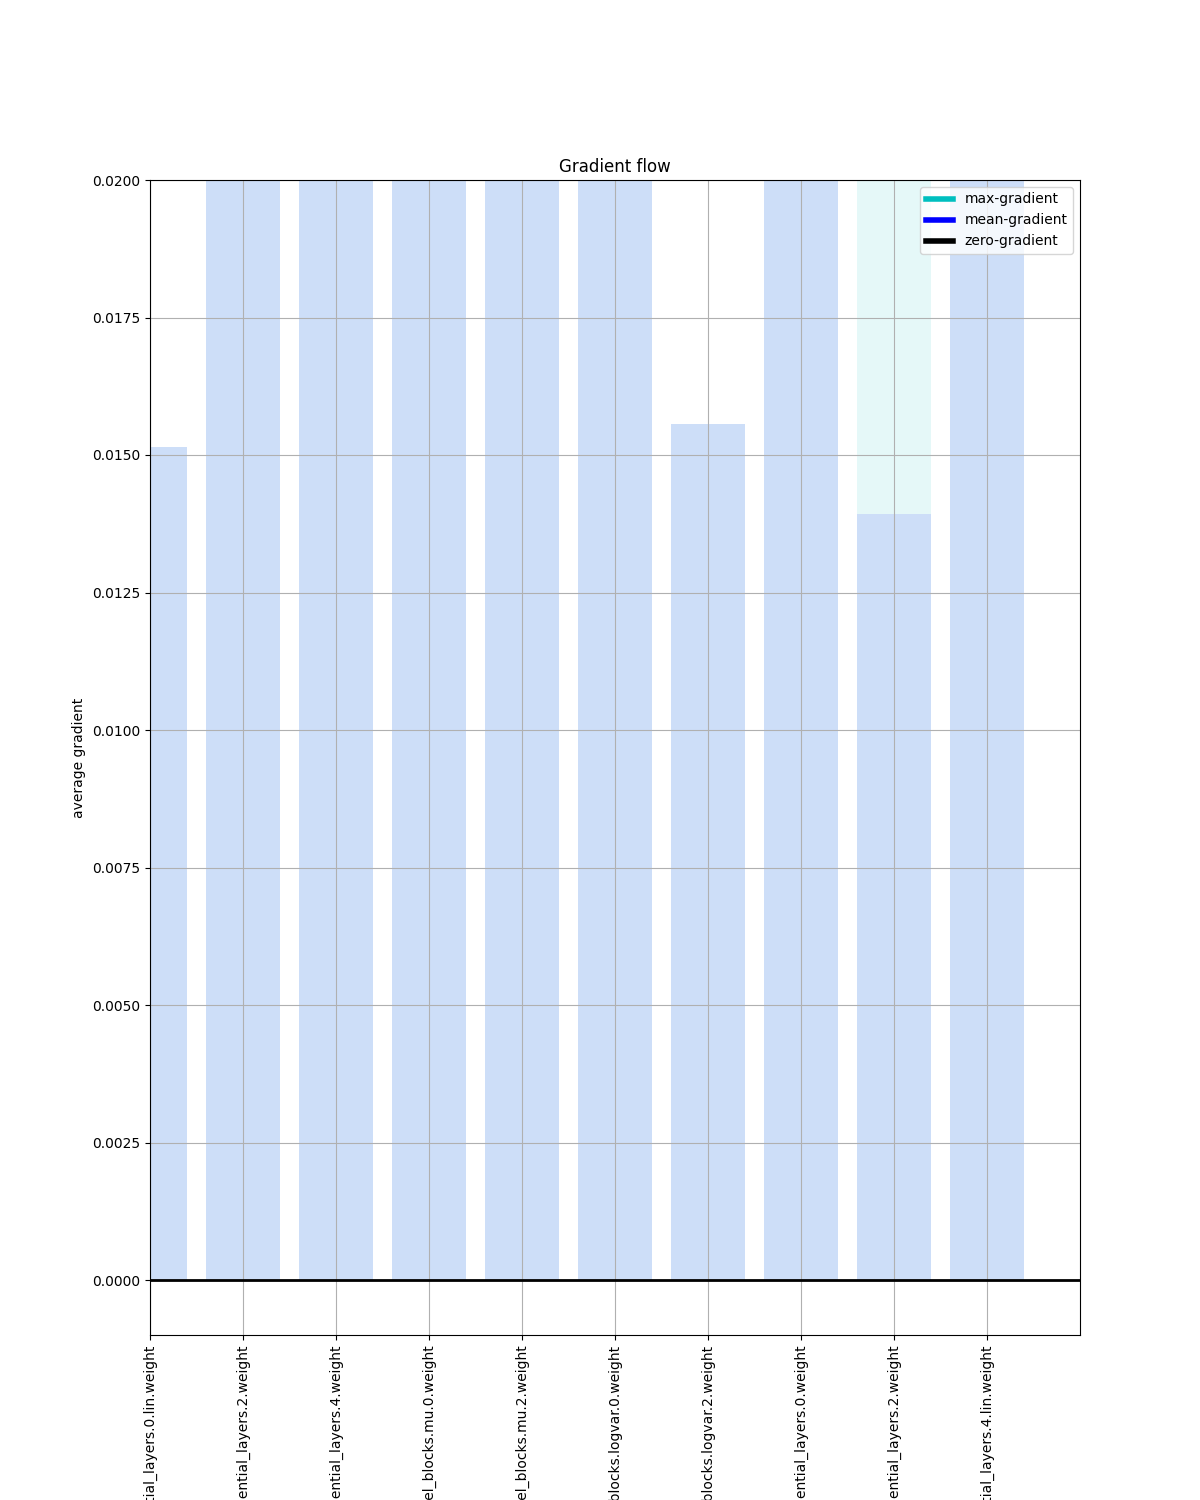 Gradient flow
max-gradient
mean-gradient
zero-gradient
0.0200
0.0175
0.0150
0.0125
0.0100
0.0075
0.0050
0.0025
0.0000
average gradient
tial_layers.0.lin.weight
ential_layers.2.weight
ential_layers.4.weight
el_blocks.mu.0.weight
el_blocks.mu.2.weight
blocks.logvar.0.weight
blocks.logvar.2.weight
ential_layers.0.weight
ential_layers.2.weight
tial_layers.4.lin.weight